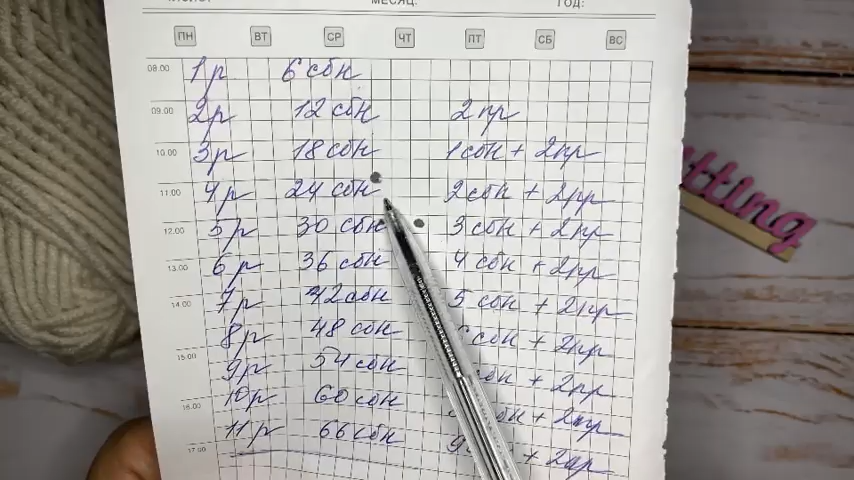 МЕСЯЦ: ГОД:
ПН ВТ СР ЧТ ПТ СБ ВС
08.00 1р 6 сбн
09.00 2р 12 сбн 2 пр
10.00 3р 18 сбн 1 сбн + 2пр
11.00 4р 24 сбн 2 сбн + 2пр
12.00 5р 30 сбн 3 сбн + 2пр
13.00 6р 36 сбн 4 сбн + 2пр
14.00 7р 42 сбн 5 сбн + 2пр
8р 48 сбн сбн + 2пр
15.00 9р 54 сбн сбн + 2пр
16.00 10р 60 сбн сбн + 2пр
17.00 11р 66 сбн 9 + 2пр